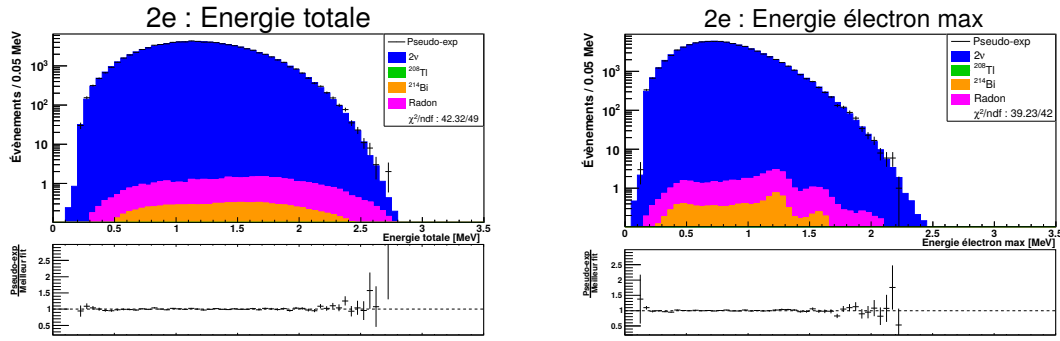 2e : Energie totale
Évènements / 0.05 MeV
10³
10²
10
1
Pseudo-exp
2ν
²⁰⁸Tl
²¹⁴Bi
Radon
χ²/ndf : 42.32/49
0 0.5 1 1.5 2 2.5 3 3.5
Energie totale [MeV]
Pseudo-exp
Meilleur fit
2.5
2
1.5
1
0.5
2e : Energie électron max
Évènements / 0.05 MeV
10³
10²
10
1
Pseudo-exp
2ν
²⁰⁸Tl
²¹⁴Bi
Radon
χ²/ndf : 39.23/42
0 0.5 1 1.5 2 2.5 3 3.5
Energie électron max [MeV]
Pseudo-exp
Meilleur fit
2.5
2
1.5
1
0.5